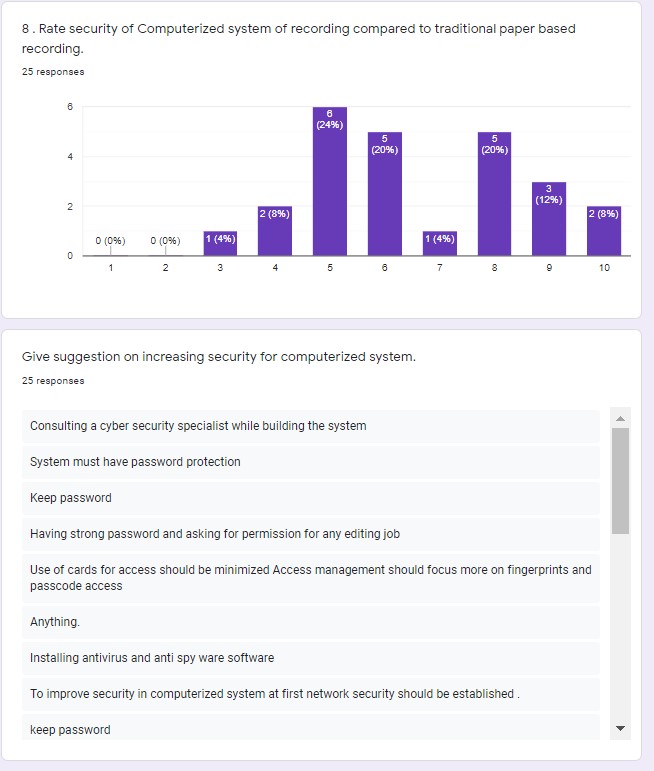 8 . Rate security of Computerized system of recording compared to traditional paper based
recording.
25 responses
6
4
2
0
0 (0%)
0 (0%)
1 (4%)
2 (8%)
6
(24%)
5
(20%)
1 (4%)
5
(20%)
3
(12%)
2 (8%)
1 2 3 4 5 6 7 8 9 10
Give suggestion on increasing security for computerized system.
25 responses
Consulting a cyber security specialist while building the system
System must have password protection
Keep password
Having strong password and asking for permission for any editing job
Use of cards for access should be minimized Access management should focus more on fingerprints and
passcode access
Anything.
Installing antivirus and anti spy ware software
To improve security in computerized system at first network security should be established .
keep password